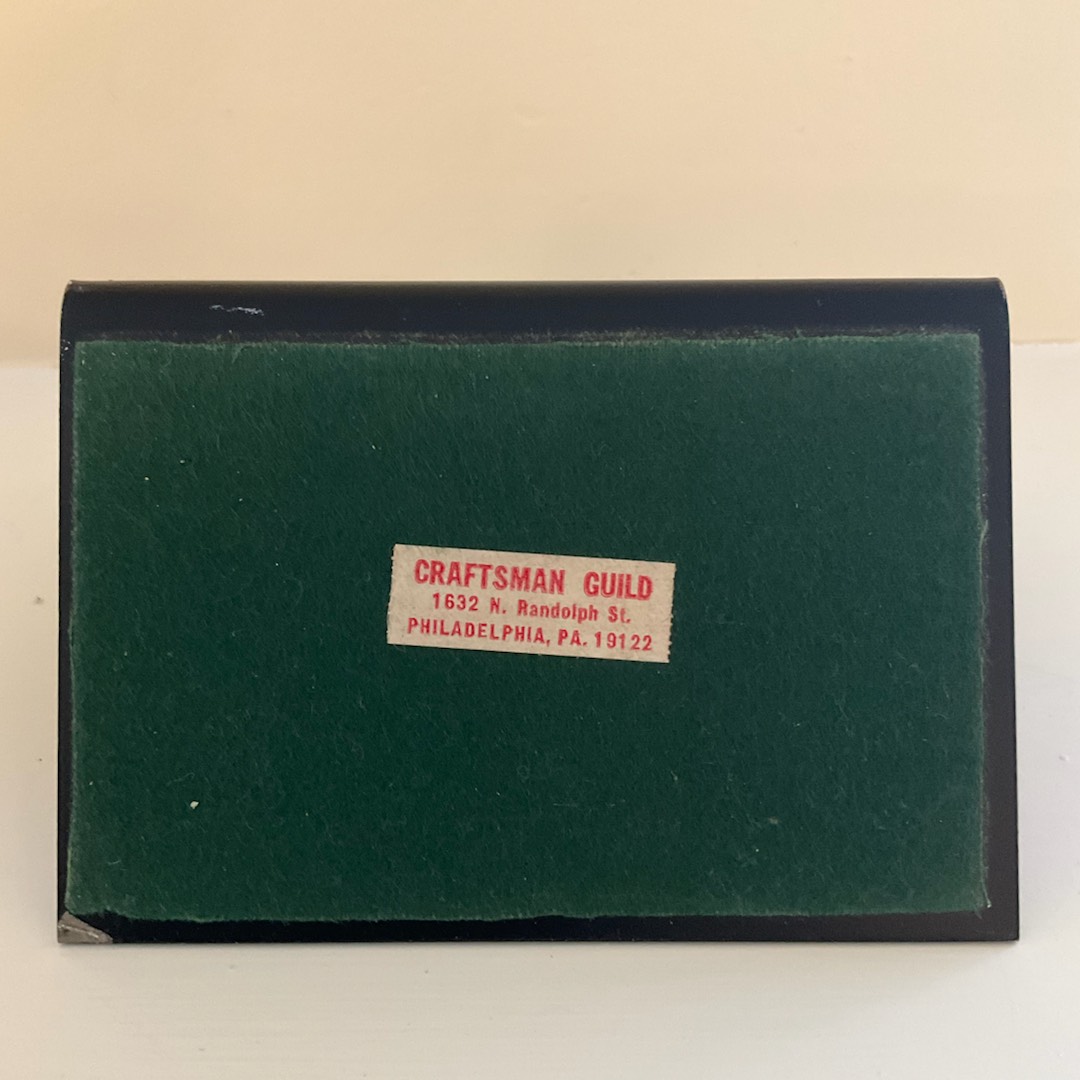 CRAFTSMAN GUILD
1632 N. Randolph St.
PHILADELPHIA, PA. 19122